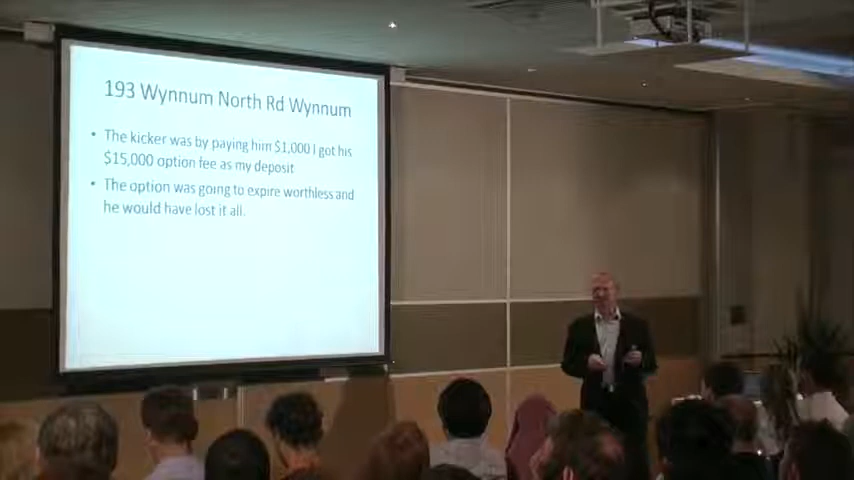 193 Wynnum North Rd Wynnum
• The kicker was by paying him $1,000 I got his
$15,000 option fee as my deposit
• The option was going to expire worthless and
he would have lost it all.